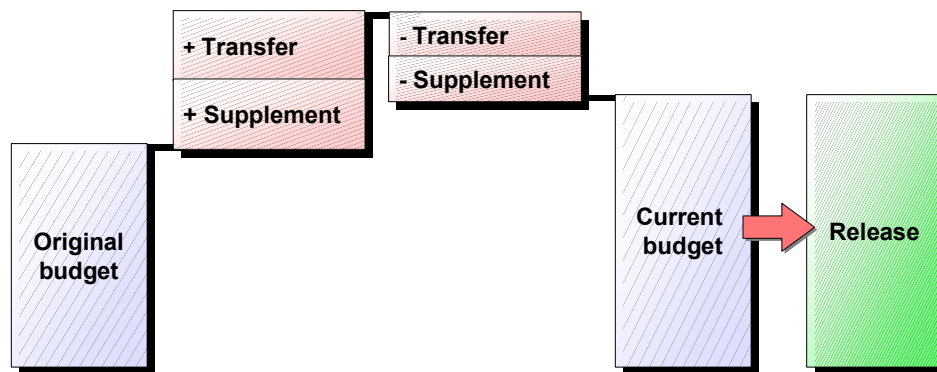 + Transfer
+ Supplement
- Transfer
- Supplement
Original
budget
Current
budget
Release